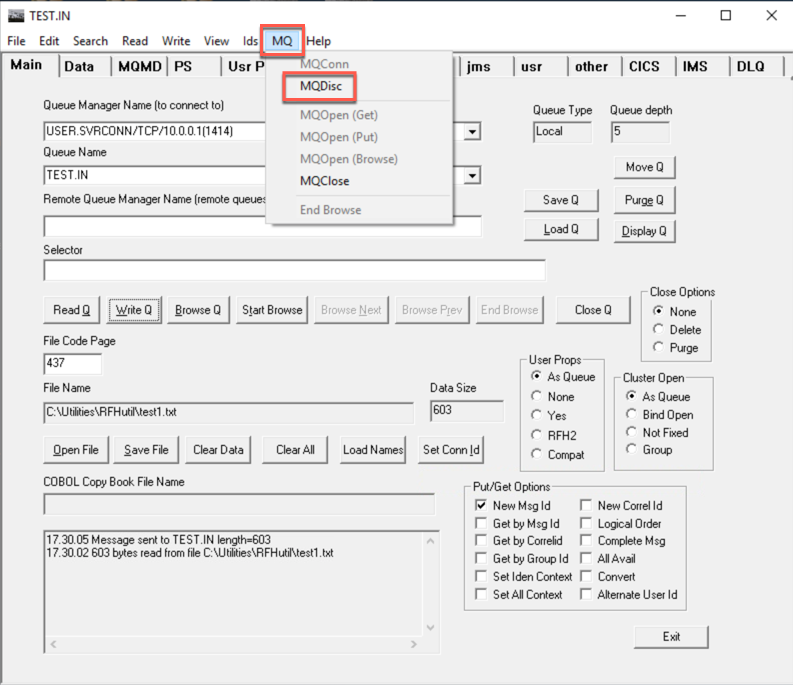 TEST.IN
File Edit Search Read Write View Ids MQ Help
Main Data MQMD PS Usr P jms usr other CICS IMS DLQ
MQConn
MQDisc
MQOpen (Get)
MQOpen (Put)
MQOpen (Browse)
MQClose
End Browse
Queue Manager Name (to connect to)
USER.SVRCONN/TCP/10.0.0.1(1414)
Queue Type Queue depth
Local 5
Queue Name
TEST.IN
Move Q
Remote Queue Manager Name (remote queues
Save Q Purge Q
Load Q Display Q
Selector
Read Q Write Q Browse Q Start Browse Browse Next Browse Prev End Browse Close Q
Close Options
None
Delete
Purge
File Code Page
437
User Props
As Queue
None
Yes
RFH2
Compat
Cluster Open
As Queue
Bind Open
Not Fixed
Group
File Name Data Size
C:\Utilities\RFHutil\test1.txt 603
Open File Save File Clear Data Clear All Load Names Set Conn Id
COBOL Copy Book File Name
Put/Get Options
New Msg Id New Correl Id
Get by Msg Id Logical Order
Get by Correlid Complete Msg
Get by Group Id All Avail
Set Iden Context Convert
Set All Context Alternate User Id
17.30.05 Message sent to TEST.IN length=603
17.30.02 603 bytes read from file C:\Utilities\RFHutil\test1.txt
Exit